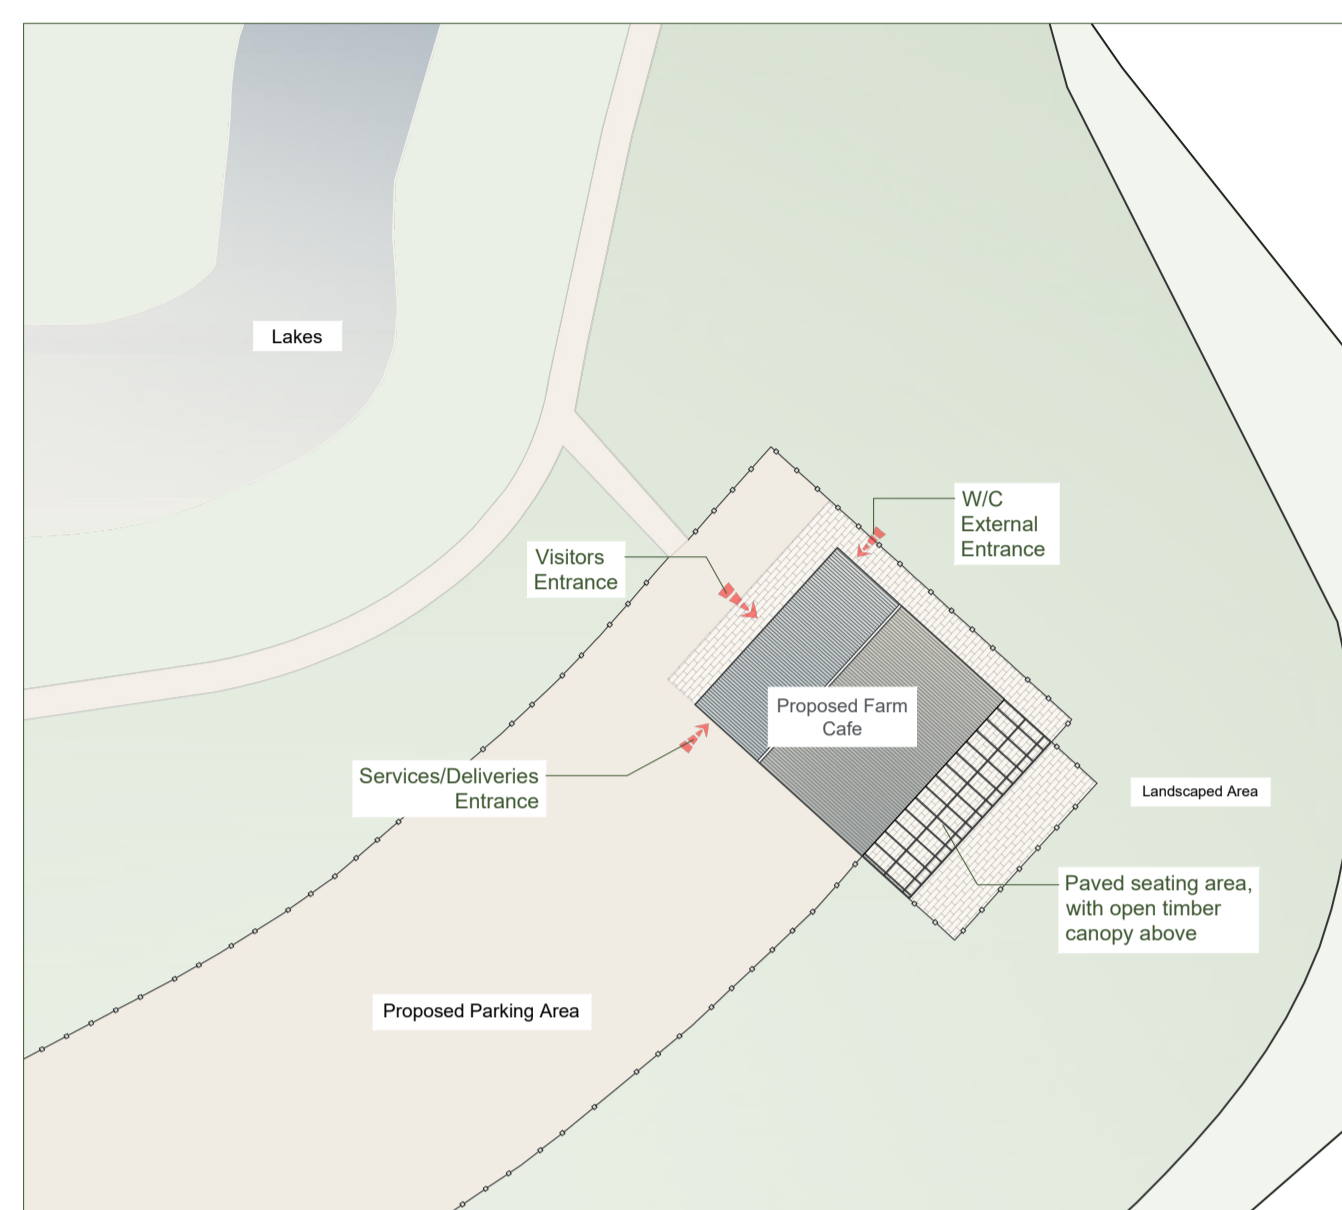 Lakes
W/C
External
Entrance
Visitors
Entrance
Proposed Farm
Cafe
Services/Deliveries
Entrance
Landscaped Area
Paved seating area,
with open timber
canopy above
Proposed Parking Area